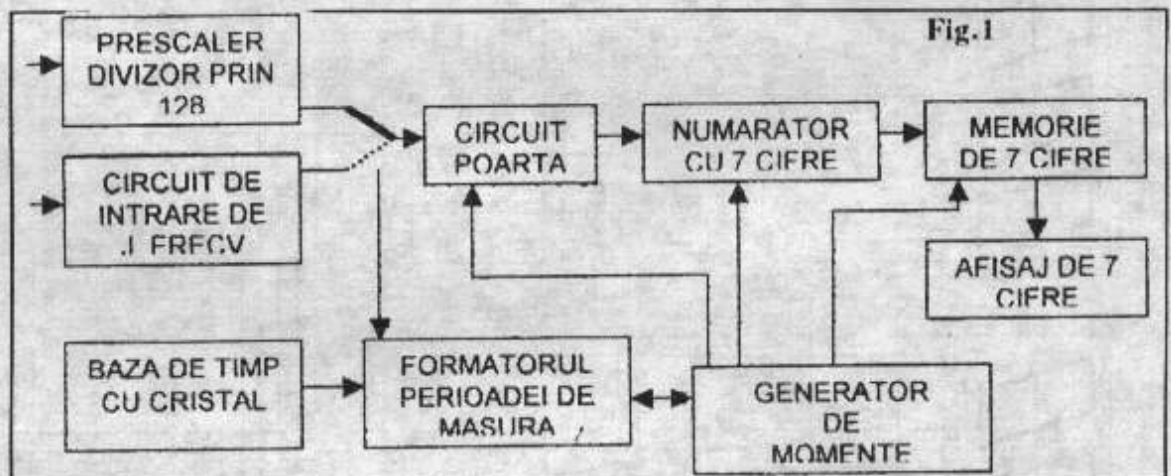 Fig.1
PRESCALER
DIVIZOR PRIN
128
CIRCUIT DE
INTRARE DE
J. FRECV
CIRCUIT
POARTA
NUMARATOR
CU 7 CIFRE
MEMORIE
DE 7 CIFRE
AFISAJ DE 7
CIFRE
BAZA DE TIMP
CU CRISTAL
FORMATORUL
PERIOADEI DE
MASURA
GENERATOR
DE
MOMENTE